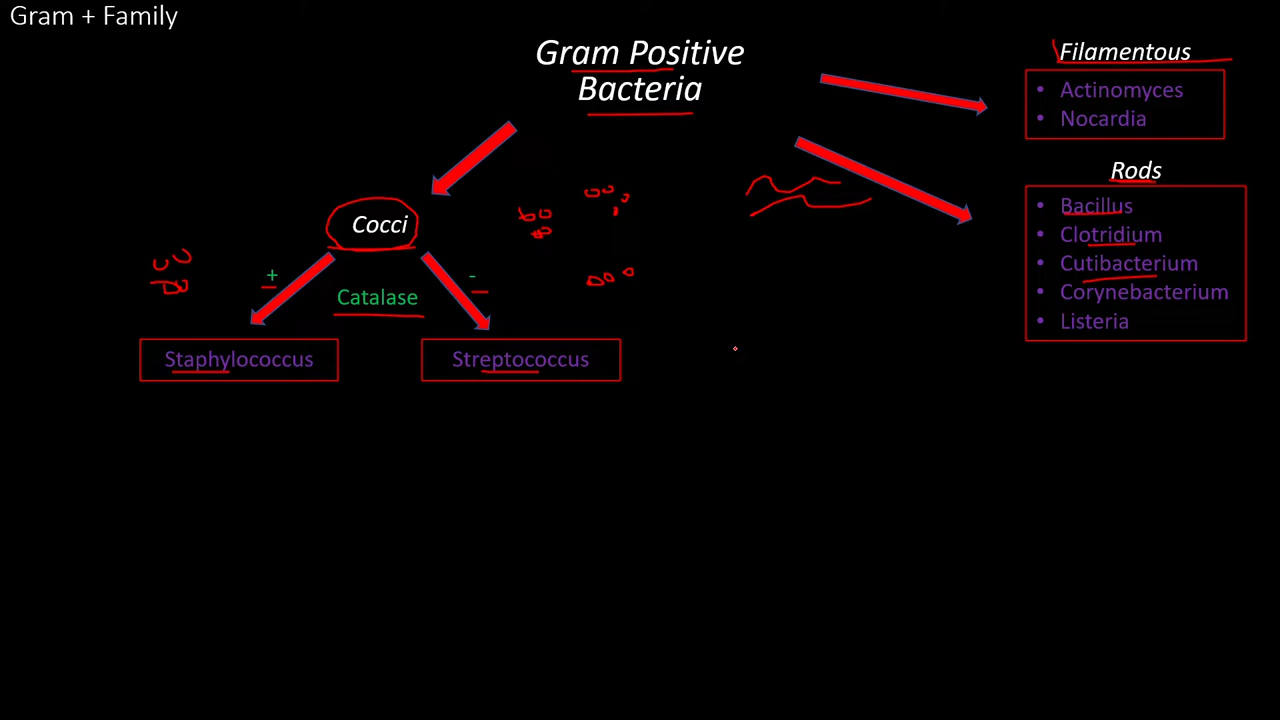 Gram + Family
Gram Positive
Bacteria
Filamentous
• Actinomyces
• Nocardia
Rods
• Bacillus
• Clotridium
• Cutibacterium
• Corynebacterium
• Listeria
Cocci
+
-
Catalase
Staphylococcus
Streptococcus